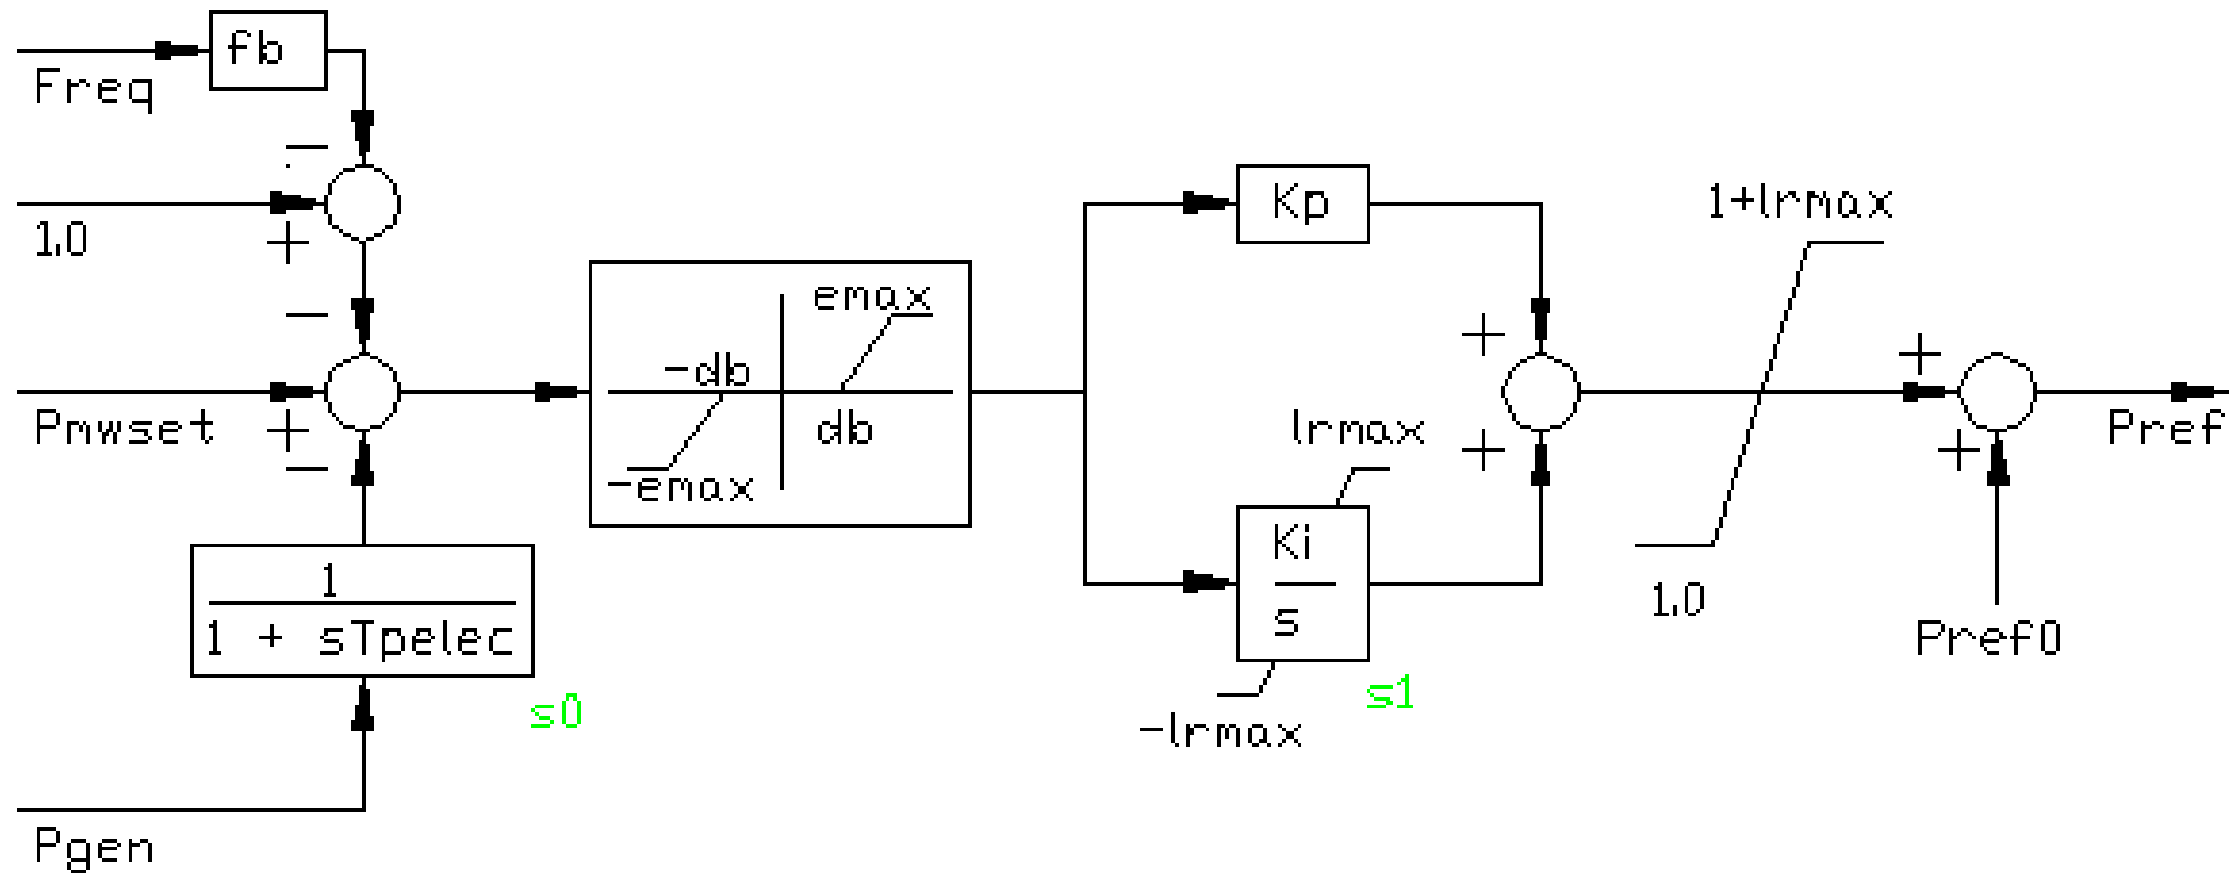 fb
Freq
−
1.0
+
−
Pmwset
+
−
1
1 + sTpelec
s0
Pgen
emax
-db
db
-emax
Kp
+
lrmax
+
Ki
s
s1
-lrmax
1+lrmax
1.0
+
Pref
+
Pref0